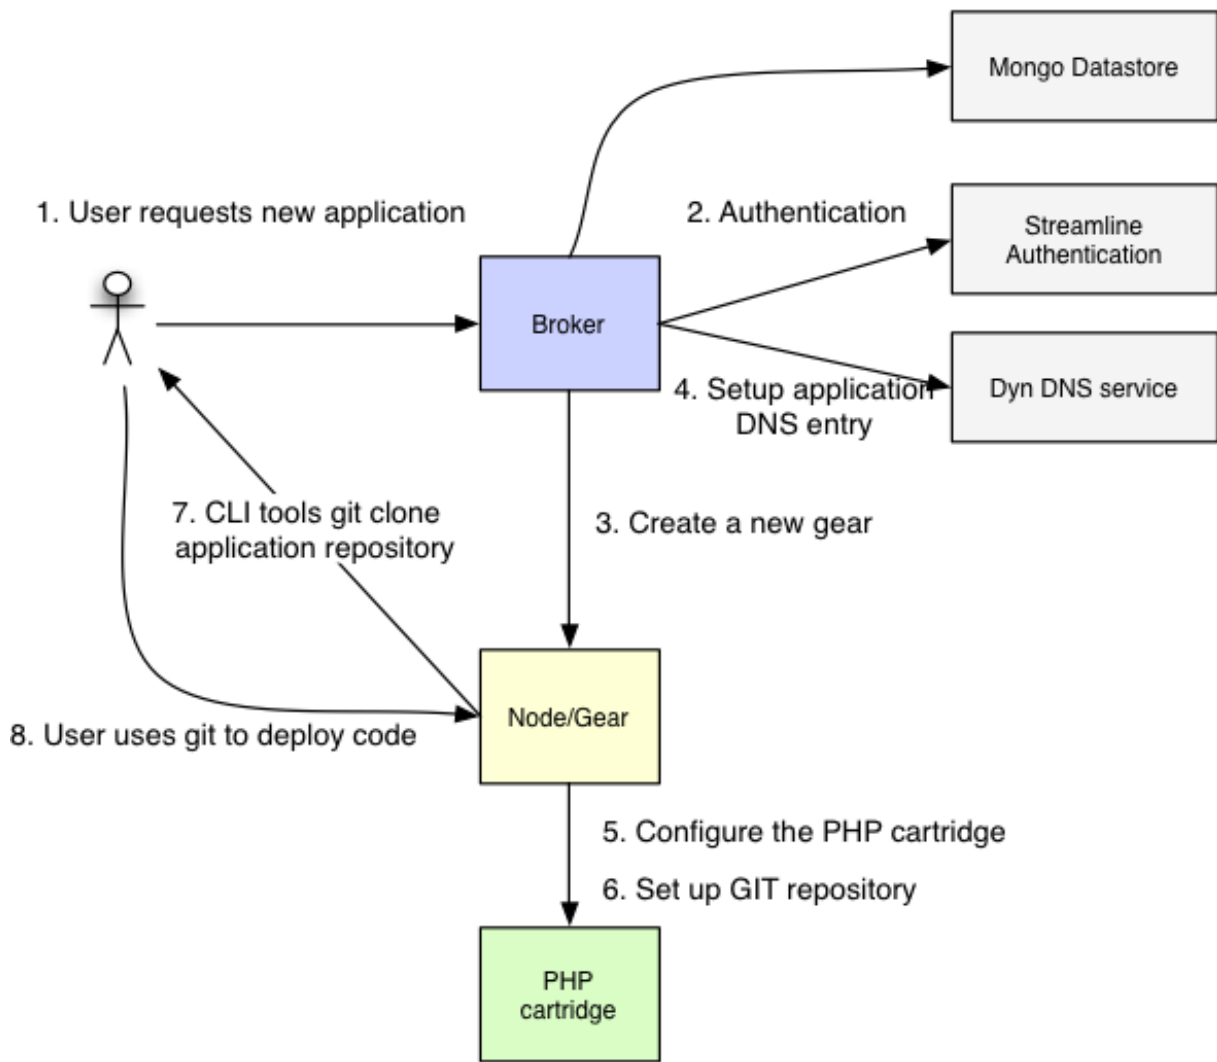 Mongo Datastore
1. User requests new application
2. Authentication
Streamline
Authentication
Broker
4. Setup application
DNS entry
Dyn DNS service
7. CLI tools git clone
application repository
3. Create a new gear
Node/Gear
8. User uses git to deploy code
5. Configure the PHP cartridge
6. Set up GIT repository
PHP
cartridge